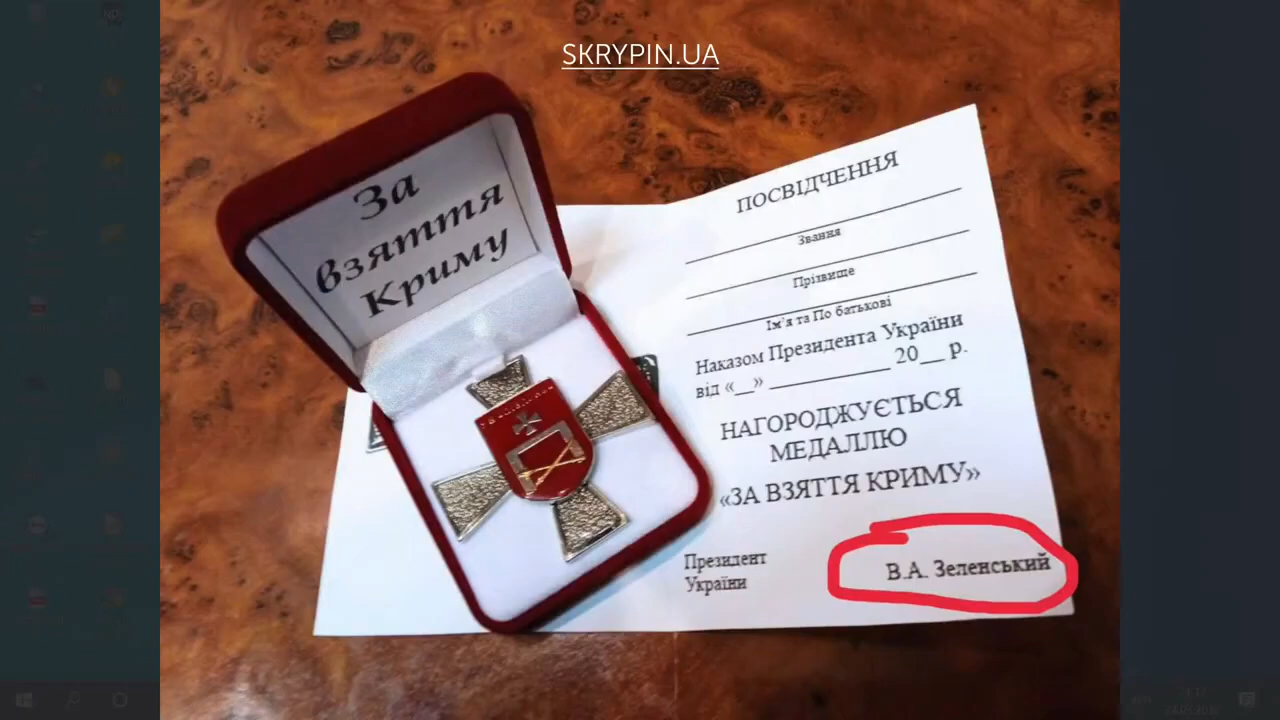 SKRYPIN.UA
За
взяття
Криму
ПОСВІДЧЕННЯ
Звання
Прізвище
Ім'я та По батькові
Наказом Президента України
від «__» ___________ 20__ р.
НАГОРОДЖУЄТЬСЯ
МЕДАЛЛЮ
«ЗА ВЗЯТТЯ КРИМУ»
Президент
України
В.А. Зеленський